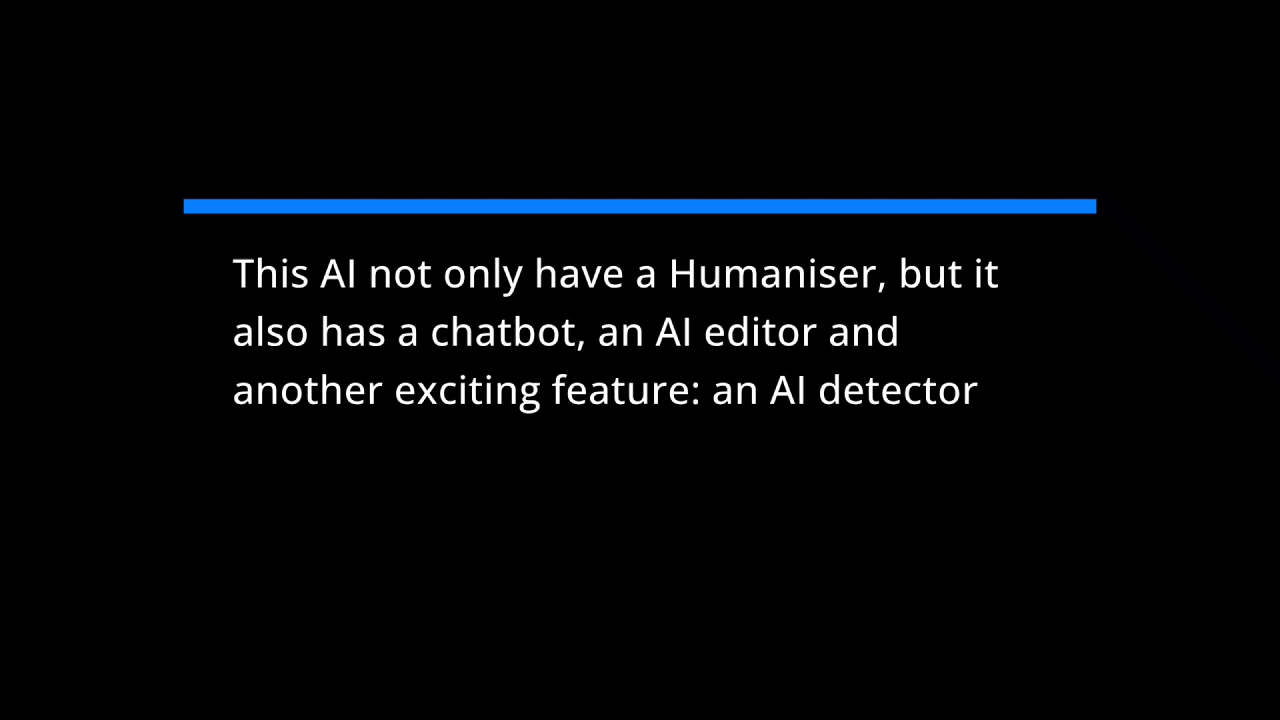 This AI not only have a Humaniser, but it
also has a chatbot, an AI editor and
another exciting feature: an AI detector